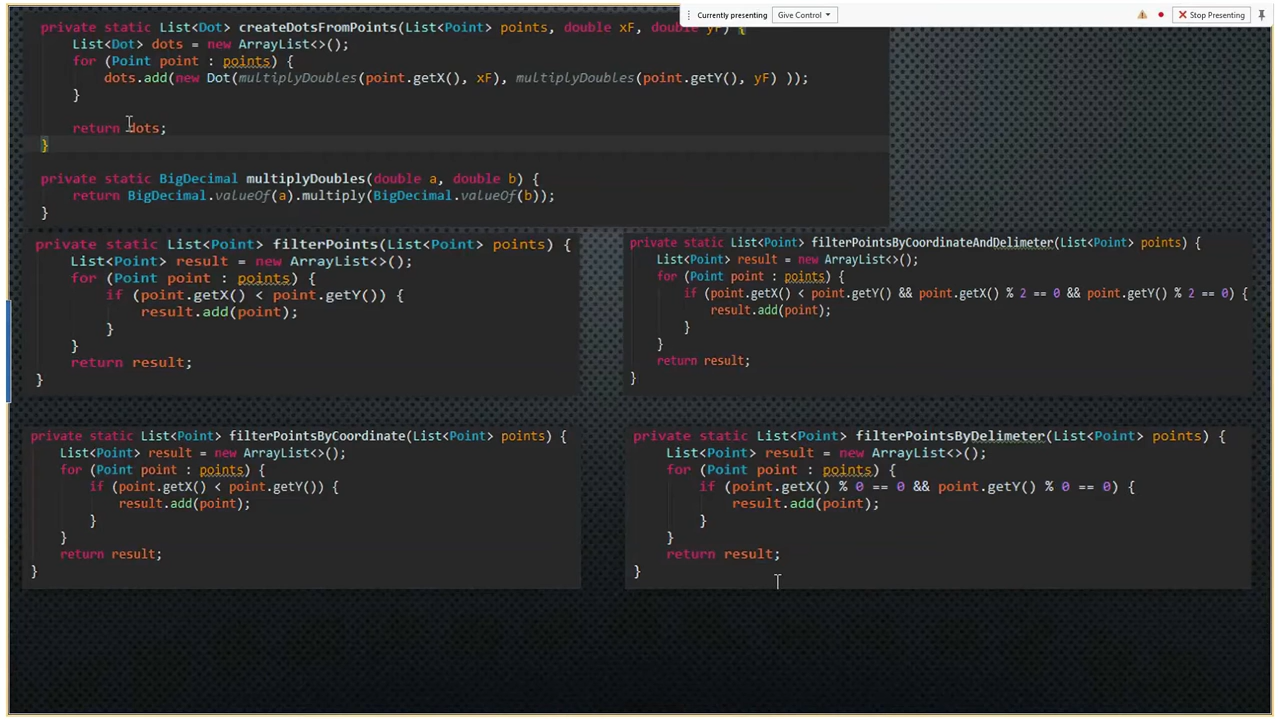 Currently presenting
Give Control
Stop Presenting
private static List<Dot> createDotsFromPoints(List<Point> points, double xF, double yF) {
List<Dot> dots = new ArrayList<>();
for (Point point : points) {
dots.add(new Dot(multiplyDoubles(point.getX(), xF), multiplyDoubles(point.getY(), yF) ));
}
return dots;
}
private static BigDecimal multiplyDoubles(double a, double b) {
return BigDecimal.valueOf(a).multiply(BigDecimal.valueOf(b));
}
private static List<Point> filterPoints(List<Point> points) {
List<Point> result = new ArrayList<>();
for (Point point : points) {
if (point.getX() < point.getY()) {
result.add(point);
}
}
return result;
}
private static List<Point> filterPointsByCoordinateAndDelimeter(List<Point> points) {
List<Point> result = new ArrayList<>();
for (Point point : points) {
if (point.getX() < point.getY() && point.getX() % 2 == 0 && point.getY() % 2 == 0) {
result.add(point);
}
}
return result;
}
private static List<Point> filterPointsByCoordinate(List<Point> points) {
List<Point> result = new ArrayList<>();
for (Point point : points) {
if (point.getX() < point.getY()) {
result.add(point);
}
}
return result;
}
private static List<Point> filterPointsByDelimeter(List<Point> points) {
List<Point> result = new ArrayList<>();
for (Point point : points) {
if (point.getX() % 0 == 0 && point.getY() % 0 == 0) {
result.add(point);
}
}
return result;
}